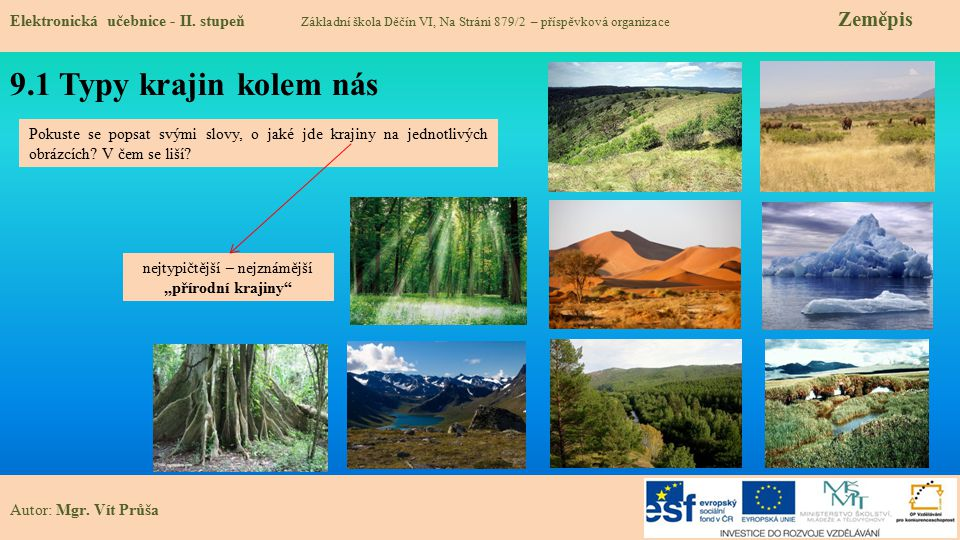 Elektronická učebnice - II. stupeň Základní škola Děčín VI, Na Stráni 879/2 – příspěvková organizace Zeměpis
9.1 Typy krajin kolem nás
Pokuste se popsat svými slovy, o jaké jde krajiny na jednotlivých
obrázcích? V čem se liší?
nejtypičtější – nejznámější
„přírodní krajiny“
Autor: Mgr. Vít Průša
esf evropský
sociální
fond v ČR
EVROPSKÁ UNIE
MŠMT
MINISTERSTVO ŠKOLSTVÍ,
MLÁDEŽE A TĚLOVÝCHOVY
OP Vzdělávání
pro konkurenceschopnost
INVESTICE DO ROZVOJE VZDĚLÁVÁNÍ